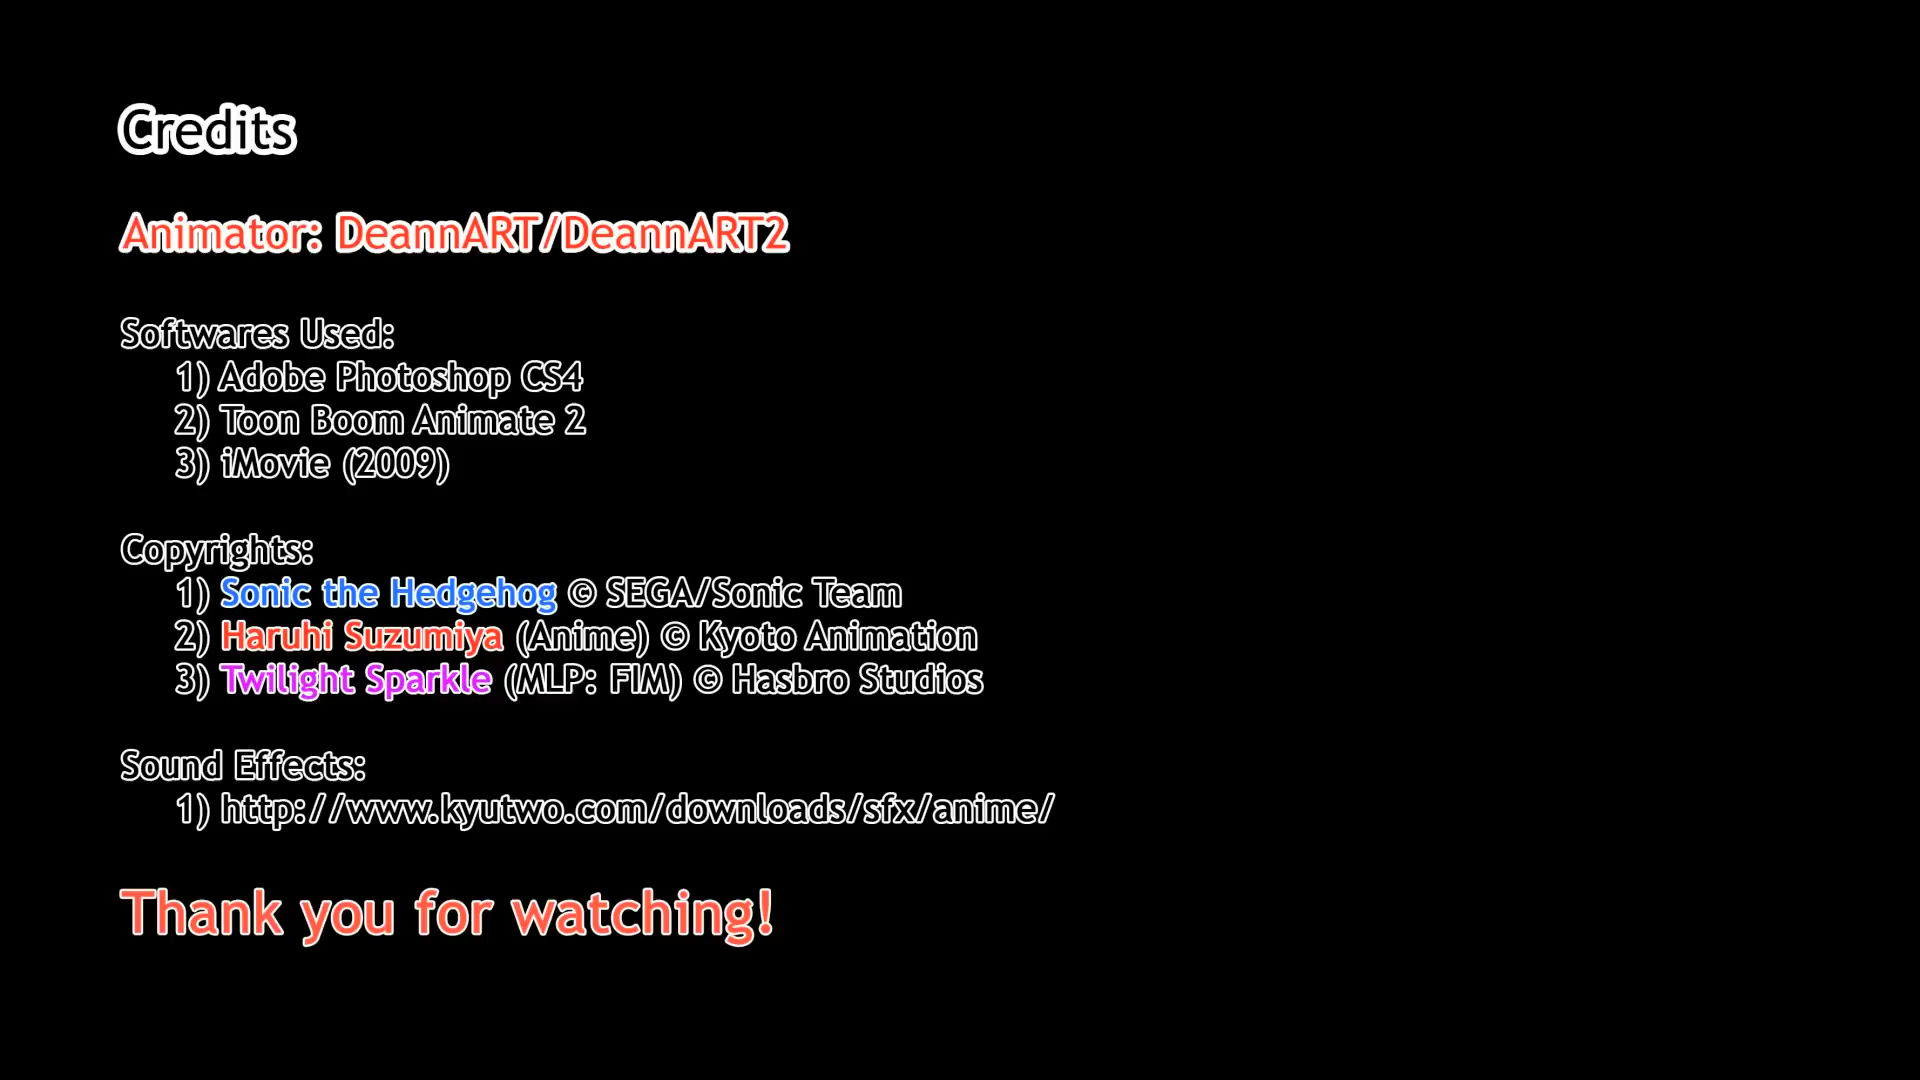 Credits
Animator: DeannART/DeannART2
Softwares Used:
1) Adobe Photoshop CS4
2) Toon Boom Animate 2
3) iMovie (2009)
Copyrights:
1) Sonic the Hedgehog © SEGA/Sonic Team
2) Haruhi Suzumiya (Anime) © Kyoto Animation
3) Twilight Sparkle (MLP: FIM) © Hasbro Studios
Sound Effects:
1) http://www.kyutwo.com/downloads/sfx/anime/
Thank you for watching!